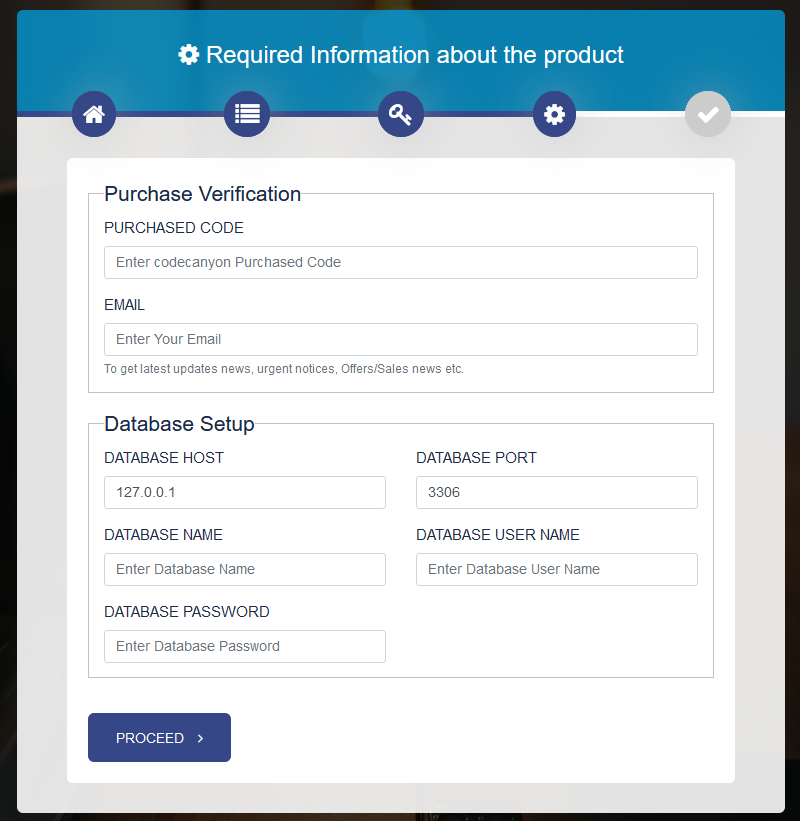 Required Information about the product
Purchase Verification
PURCHASED CODE
Enter codecanyon Purchased Code
EMAIL
Enter Your Email
To get latest updates news, urgent notices, Offers/Sales news etc.
Database Setup
DATABASE HOST
DATABASE PORT
127.0.0.1
3306
DATABASE NAME
DATABASE USER NAME
Enter Database Name
Enter Database User Name
DATABASE PASSWORD
Enter Database Password
PROCEED